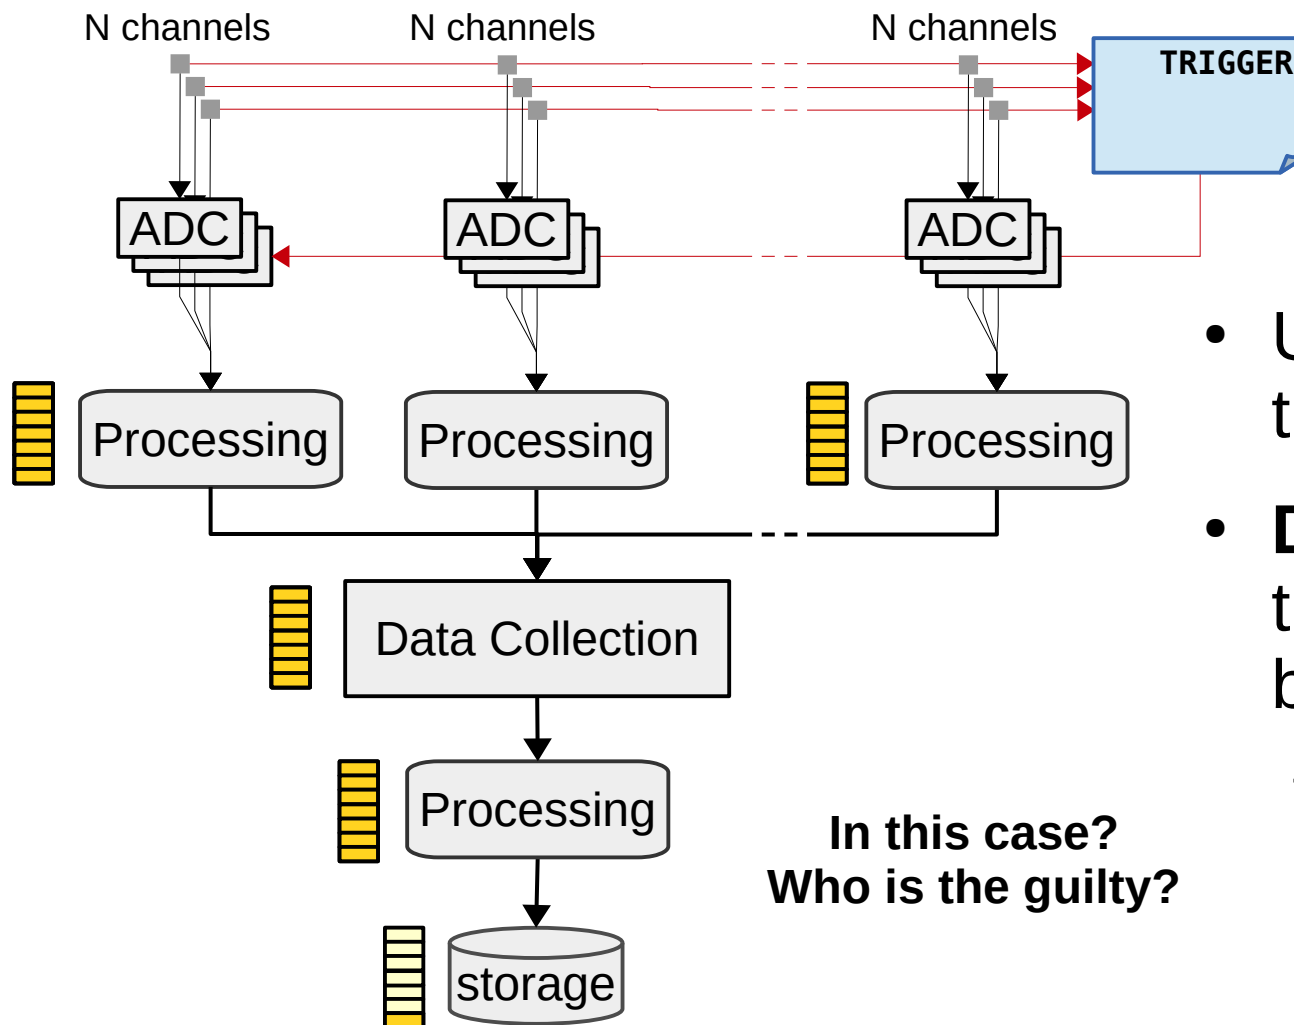 N channels
N channels
N channels
TRIGGER
ADC
ADC
ADC
Processing
Processing
Processing
Data Collection
Processing
In this case?
Who is the guilty?
storage